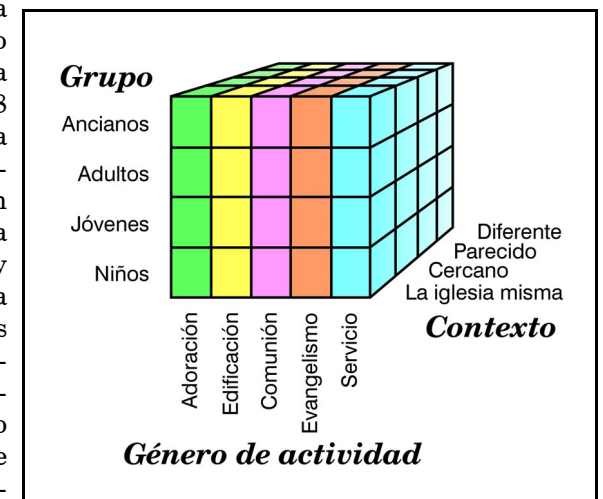 a
o
a
8
a
-
n
a
y
a
s
-
-
o
e
-
Grupo
Ancianos
Adultos
Jóvenes
Niños
Diferente
Parecido
Cercano
La iglesia misma
Contexto
Adoración
Edificación
Comunión
Evangelismo
Servicio
Género de actividad